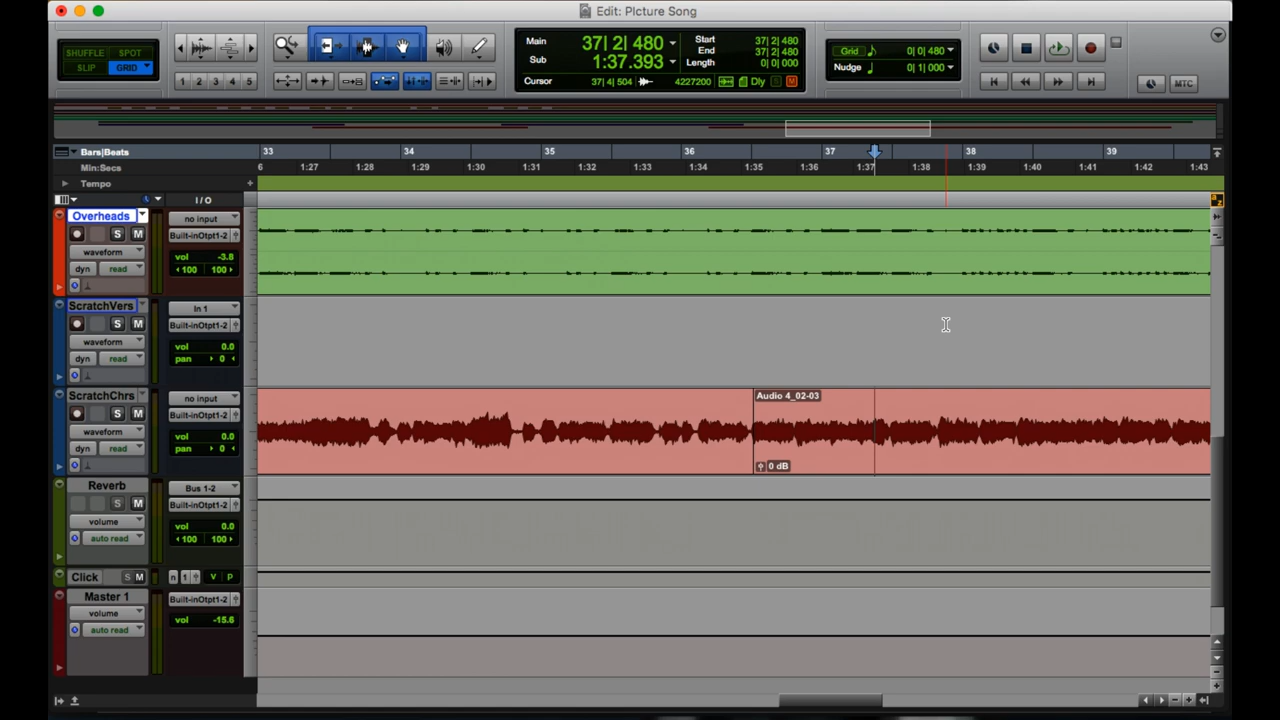 Edit: PIcture Song
SHUFFLE SPOT
SLIP GRID
1 2 3 4 5
Main 37| 2| 480
Sub 1:37.393
Start 37| 2| 480
End 37| 2| 480
Length 0| 0| 000
Cursor 37| 4| 504 4227200 Dly S M
Grid 0| 0| 480
Nudge 0| 1| 000
MTC
Bars|Beats 33 34 35 36 37 38 39
Min:Secs 6 1:27 1:28 1:29 1:30 1:31 1:32 1:33 1:34 1:35 1:36 1:37 1:38 1:39 1:40 1:41 1:42 1:43
Tempo
I / O
a z
Overheads
no input
S M
Built-inOtpt1-2
waveform
vol -3.8
dyn read
100 100
ScratchVers
In 1
S M
Built-inOtpt1-2
waveform
vol 0.0
dyn read
pan 0
ScratchChrs
no input
S M
Built-inOtpt1-2
waveform
vol 0.0
dyn read
pan 0
Audio 4_02-03
0 dB
Reverb
Bus 1-2
S M
Built-inOtpt1-2
volume
vol 0.0
auto read
100 100
Click S M n 1 V P
Master 1
Built-inOtpt1-2
volume
vol -15.6
auto read